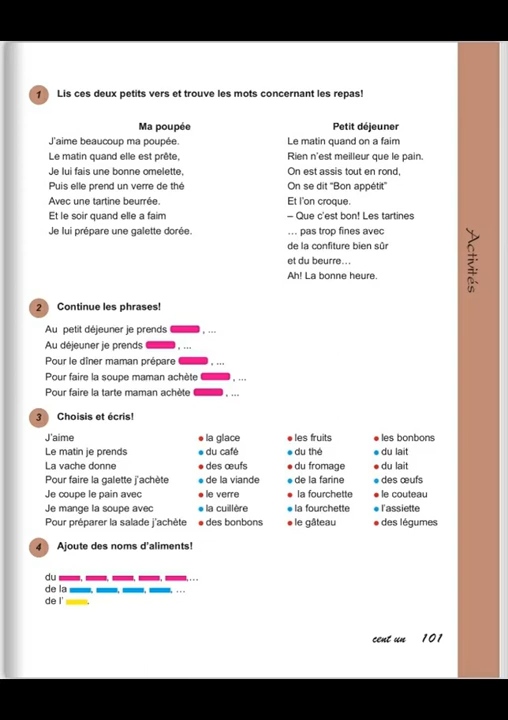 1 Lis ces deux petits vers et trouve les mots concernant les repas!
Ma poupée
J'aime beaucoup ma poupée.
Le matin quand elle est prête,
Je lui fais une bonne omelette,
Puis elle prend un verre de thé
Avec une tartine beurrée.
Et le soir quand elle a faim
Je lui prépare une galette dorée.
Petit déjeuner
Le matin quand on a faim
Rien n'est meilleur que le pain.
On est assis tout en rond,
On se dit “Bon appétit”
Et l'on croque.
– Que c'est bon! Les tartines
… pas trop fines avec
de la confiture bien sûr
et du beurre…
Ah! La bonne heure.
Activités
2 Continue les phrases!
Au petit déjeuner je prends , ...
Au déjeuner je prends , ...
Pour le dîner maman prépare , ...
Pour faire la soupe maman achète , ...
Pour faire la tarte maman achète , ...
3 Choisis et écris!
J'aime • la glace • les fruits • les bonbons
Le matin je prends • du café • du thé • du lait
La vache donne • des œufs • du fromage • du lait
Pour faire la galette j'achète • de la viande • de la farine • des œufs
Je coupe le pain avec • le verre • la fourchette • le couteau
Je mange la soupe avec • la cuillère • la fourchette • l'assiette
Pour préparer la salade j'achète • des bonbons • le gâteau • des légumes
4 Ajoute des noms d'aliments!
du , , , , ,…
de la , , , , …
de l' .
cent un 101